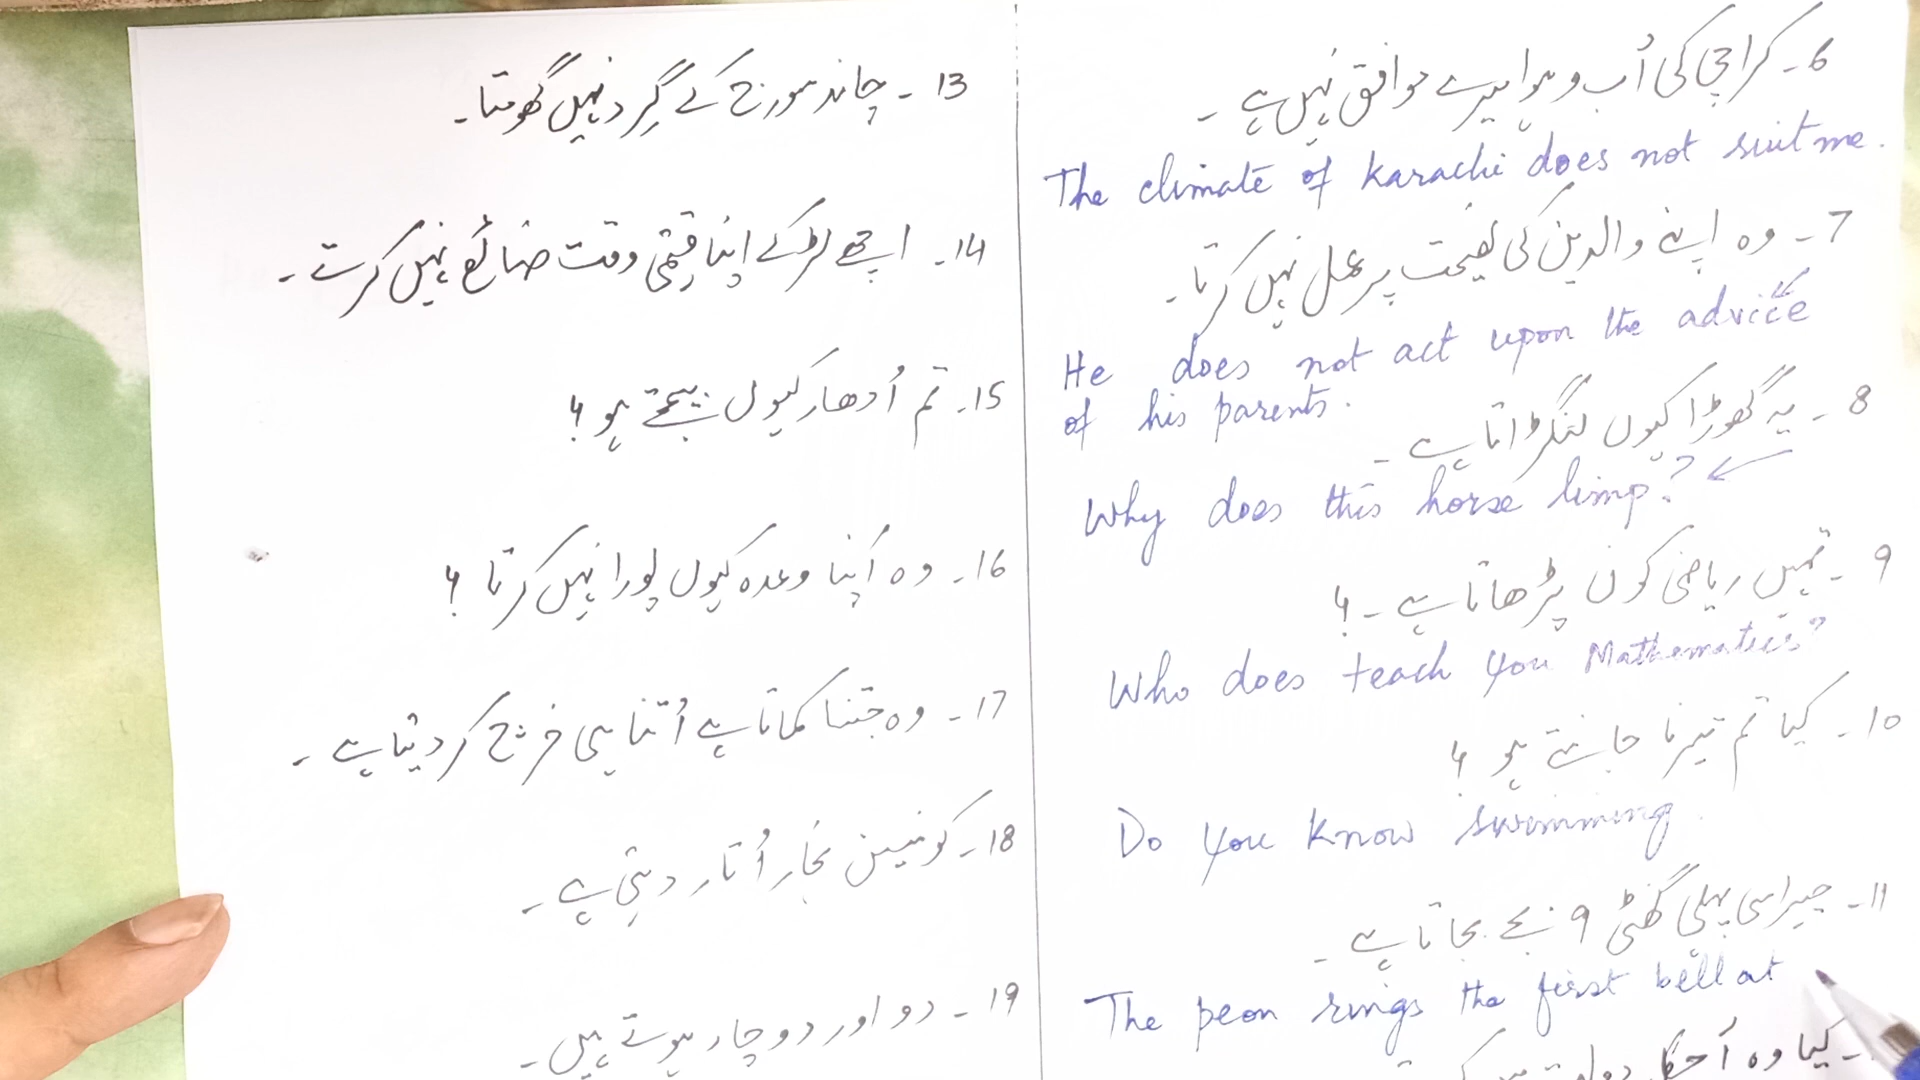 6۔ کراچی کی آب و ہوا میرے موافق نہیں ہے ۔
The climate of Karachi does not suit me.
7۔ وہ اپنے والدین کی نصیحت پر عمل نہیں کرتا۔
He does not act upon the advice
of his parents.
8۔ یہ گھوڑا کیوں لنگڑاتا ہے ۔
Why does this horse limp?
9۔ تمہیں ریاضی کون پڑھاتا ہے ۔؟
Who does teach you Mathematics?
10۔ کیا تم تیرنا جانتے ہو ؟
Do you know swimming.
11۔ چپراسی پہلی گھنٹی 9 بجے بجاتا ہے ۔
The peon rings the first bell at
کیا وہ آجکل
13۔ چاند سورج کے گِرد نہیں گھومتا۔
14۔ اچھے لڑکے اپنا قیمتی وقت ضائع نہیں کرتے ۔
15۔ تم اُدھار کیوں بیچتے ہو ؟
16۔ وہ اپنا وعدہ کیوں پورا نہیں کرتا ؟
17۔ وہ جتنا کماتا ہے اُتنا ہی خرچ کر دیتا ہے ۔
18۔ کونین بخار اُتار دیتی ہے ۔
19۔ دو اور دو چار ہوتے ہیں ۔